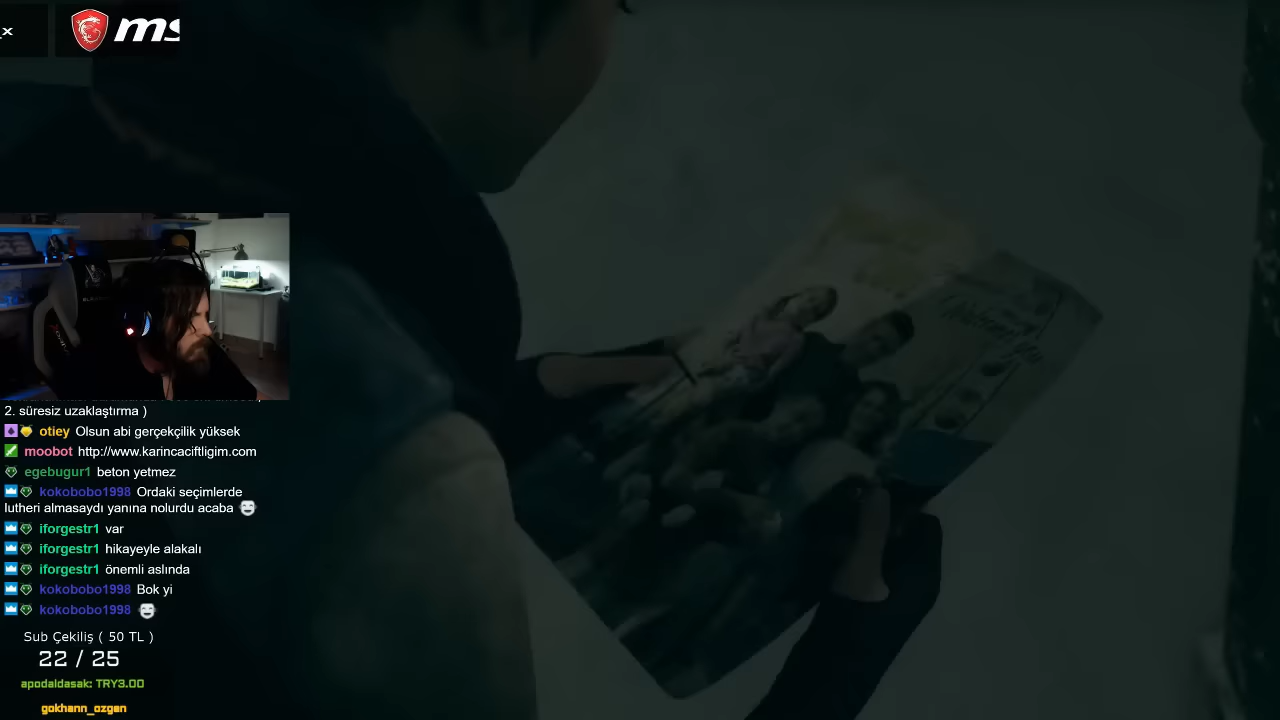 x
ms
2. süresiz uzaklaştırma )
otiey Olsun abi gerçekçilik yüksek
moobot http://www.karincaciftligim.com
egebugur1 beton yetmez
kokobobo1998 Ordaki seçimlerde
lutheri almasaydı yanına nolurdu acaba
iforgestr1 var
iforgestr1 hikayeyle alakalı
iforgestr1 önemli aslında
kokobobo1998 Bok yi
kokobobo1998
Sub Çekiliş ( 50 TL )
22 / 25
apodaldasak: TRY3.00
gokhann_ozgan